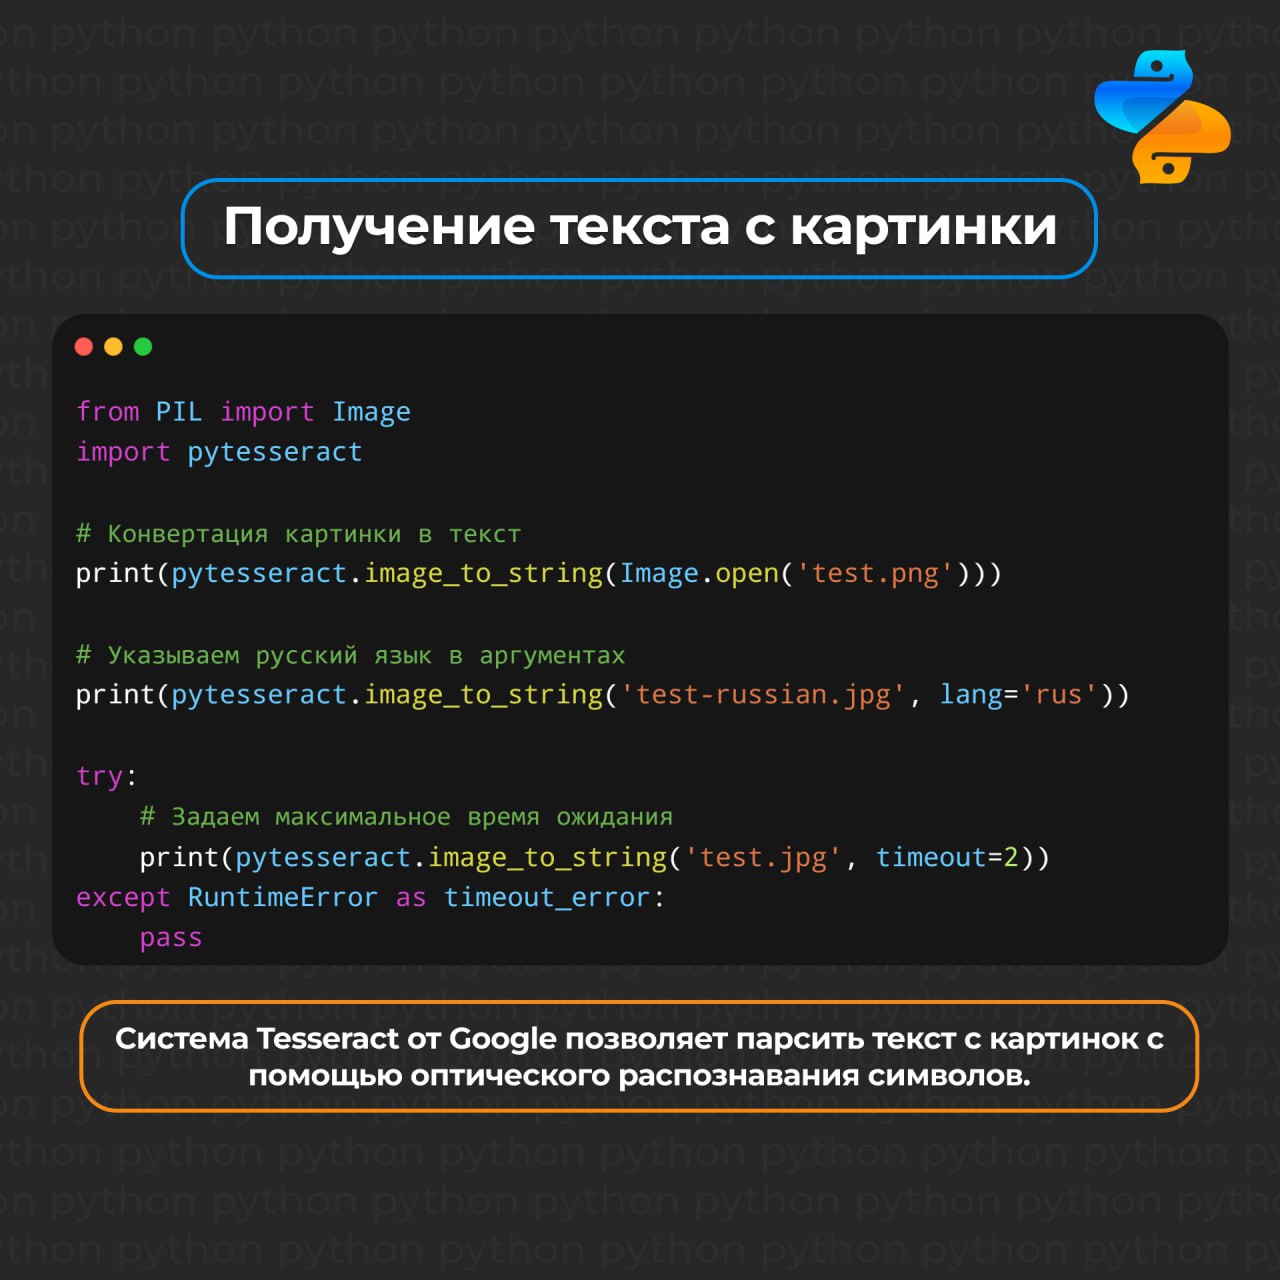 Получение текста с картинки
from PIL import Image
import pytesseract
# Конвертация картинки в текст
print(pytesseract.image_to_string(Image.open('test.png')))
# Указываем русский язык в аргументах
print(pytesseract.image_to_string('test-russian.jpg', lang='rus'))
try:
    # Задаем максимальное время ожидания
    print(pytesseract.image_to_string('test.jpg', timeout=2))
except RuntimeError as timeout_error:
    pass
Система Tesseract от Google позволяет парсить текст с картинок с
помощью оптического распознавания символов.